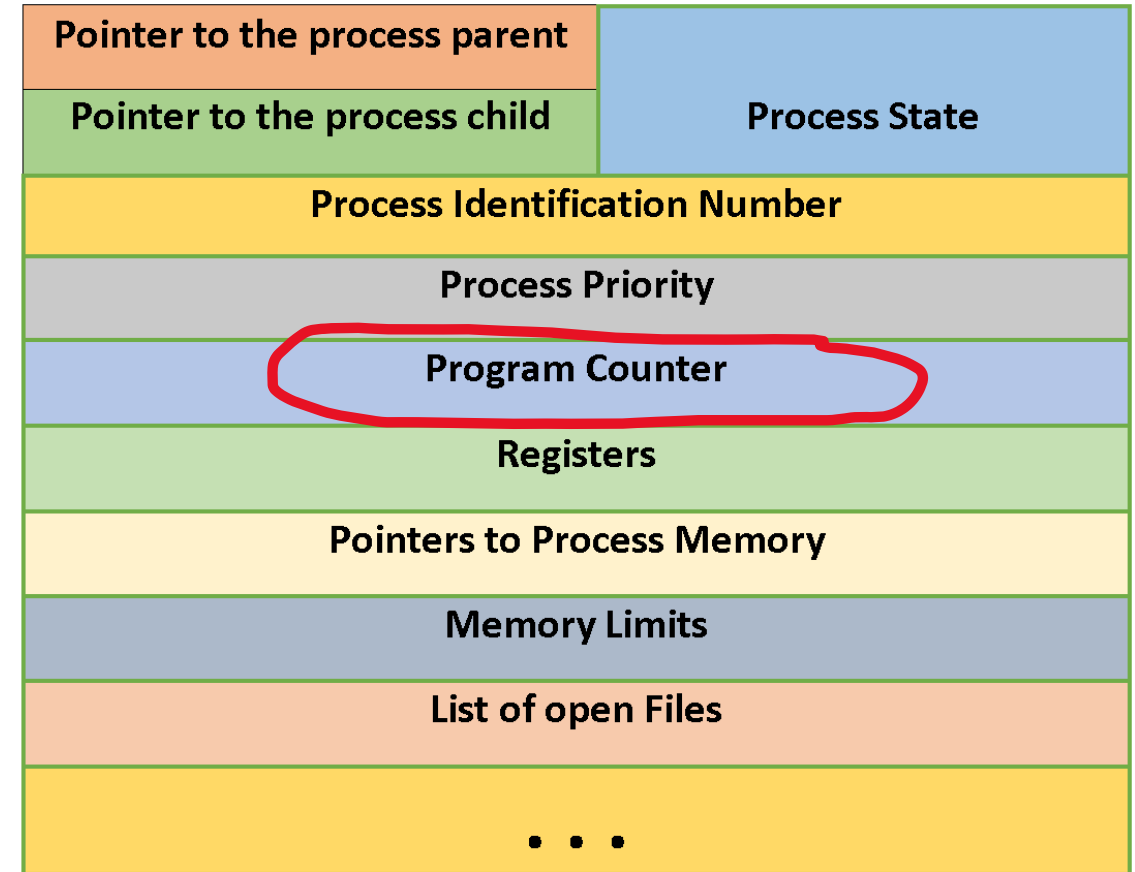 Pointer to the process parent
Pointer to the process child
Process State
Process Identification Number
Process Priority
Program Counter
Registers
Pointers to Process Memory
Memory Limits
List of open Files
. . .